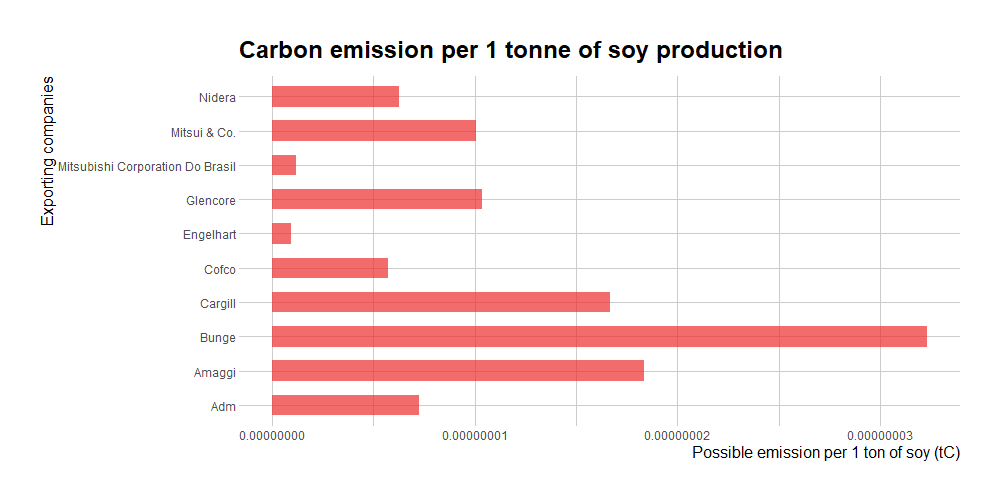 Carbon emission per 1 tonne of soy production
Exporting companies
Nidera
Mitsui & Co.
Mitsubishi Corporation Do Brasil
Glencore
Engelhart
Cofco
Cargill
Bunge
Amaggi
Adm
0.00000000 0.00000001 0.00000002 0.00000003
Possible emission per 1 ton of soy (tC)